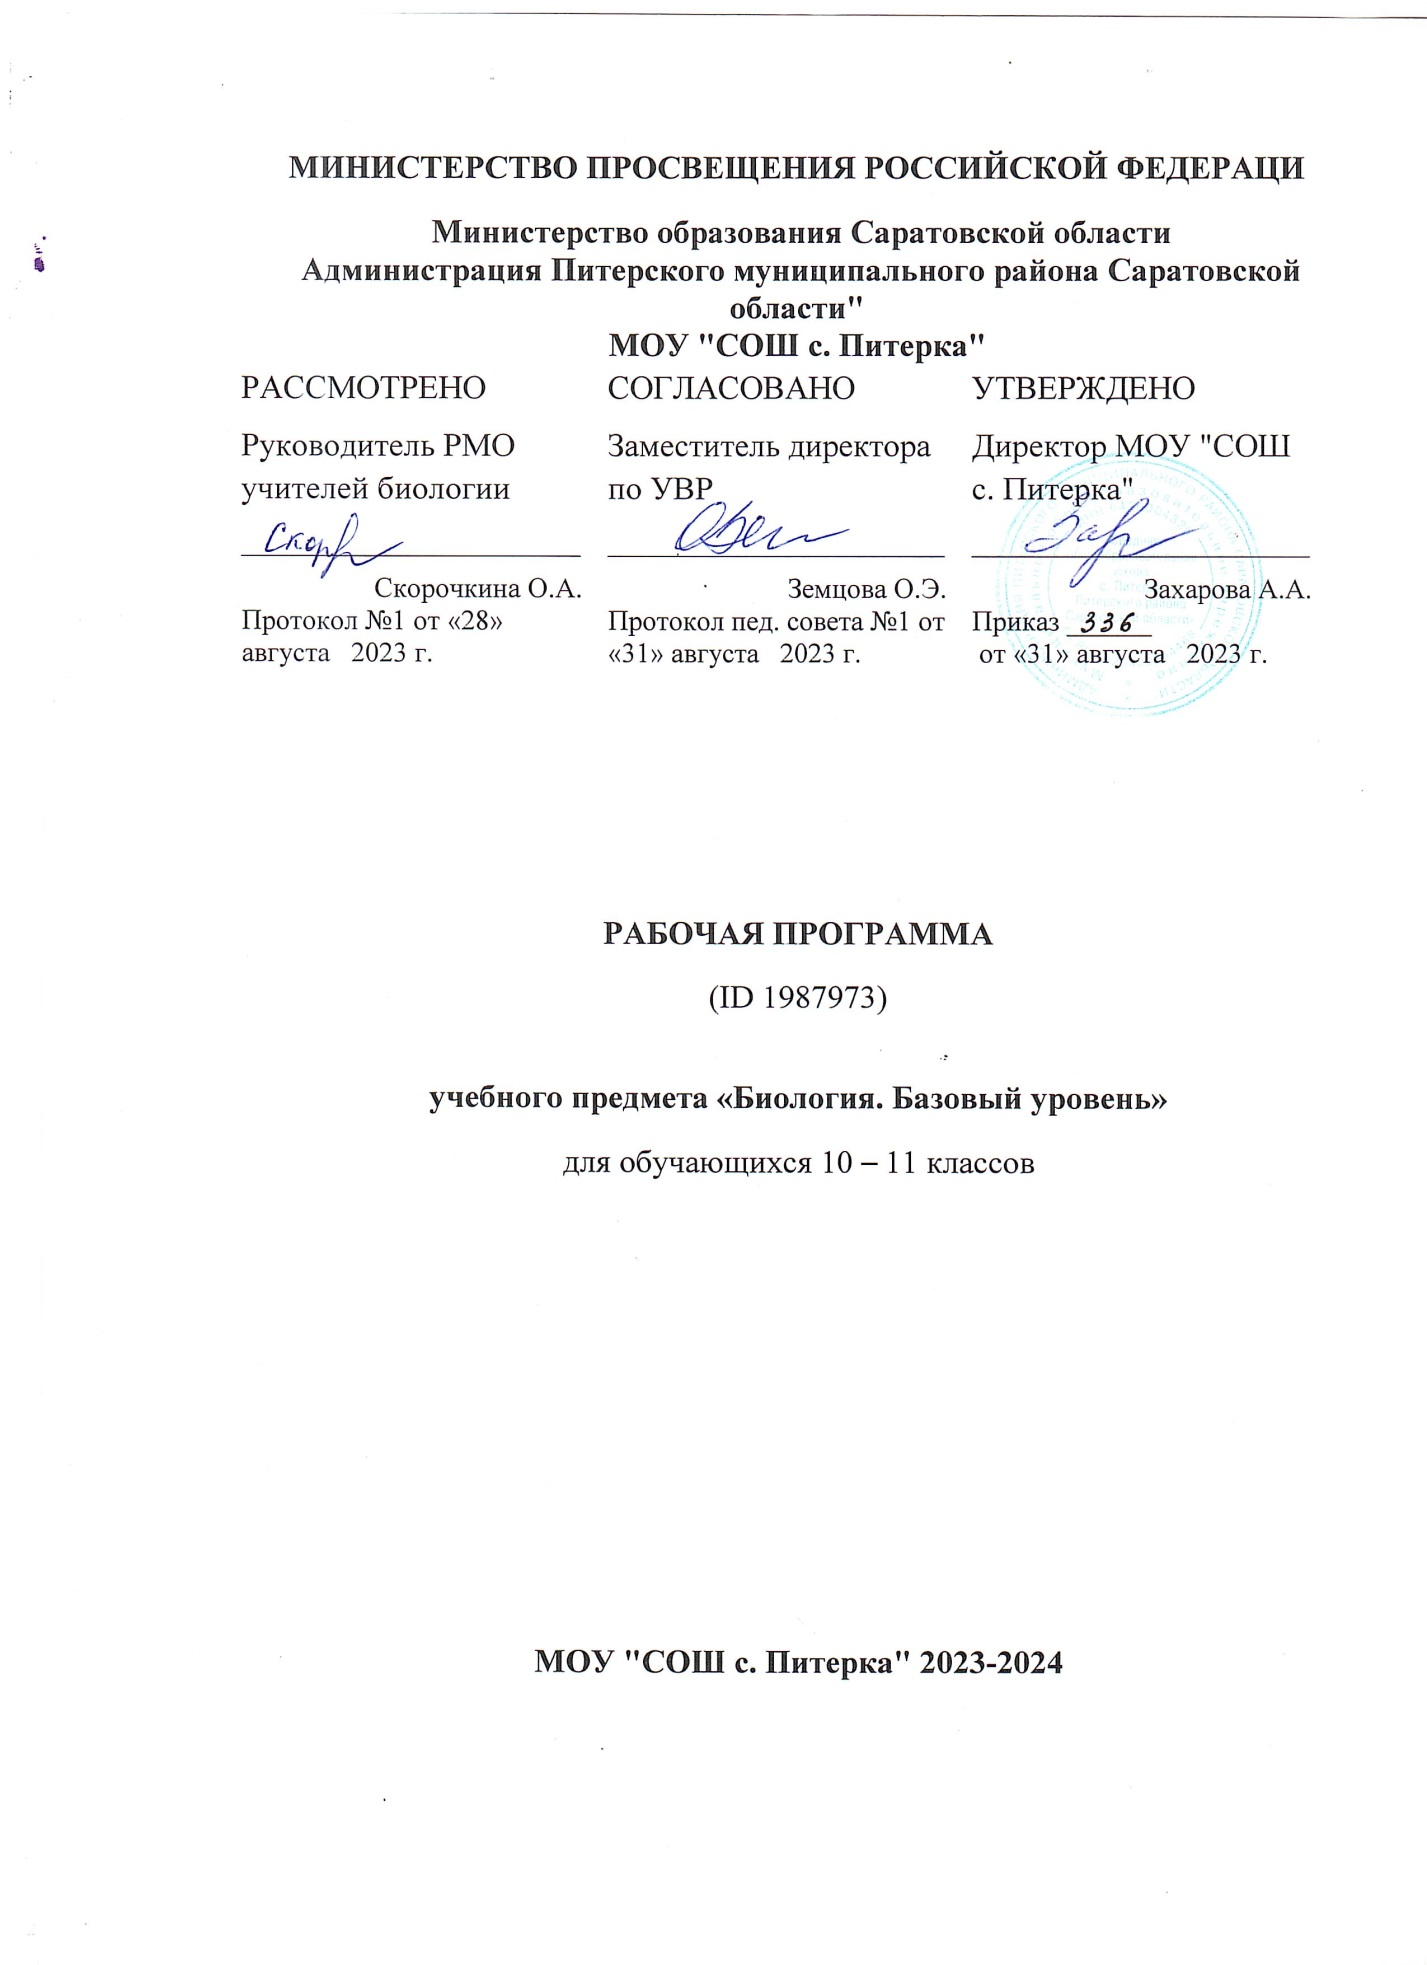 МИНИСТЕРСТВО ПРОСВЕЩЕНИЯ РОССИЙСКОЙ ФЕДЕРАЦИ
Министерство образования Саратовской области
Администрация Питерского муниципального района Саратовской
области"
МОУ "СОШ с. Питерка"
РАССМОТРЕНО
Руководитель РМО
учителей биологии
Скорочкина О.А.
Протокол №1 от «28»
августа 2023 г.
СОГЛАСОВАНО
Заместитель директора
по УВР
Земцова О.Э.
Протокол пед. совета №1 от
«31» августа 2023 г.
УТВЕРЖДЕНО
Директор МОУ "СОШ
с. Питерка"
Захарова А.А.
Приказ 336
от «31» августа 2023 г.
РАБОЧАЯ ПРОГРАММА
(ID 1987973)
учебного предмета «Биология. Базовый уровень»
для обучающихся 10 – 11 классов
МОУ "СОШ с. Питерка" 2023-2024